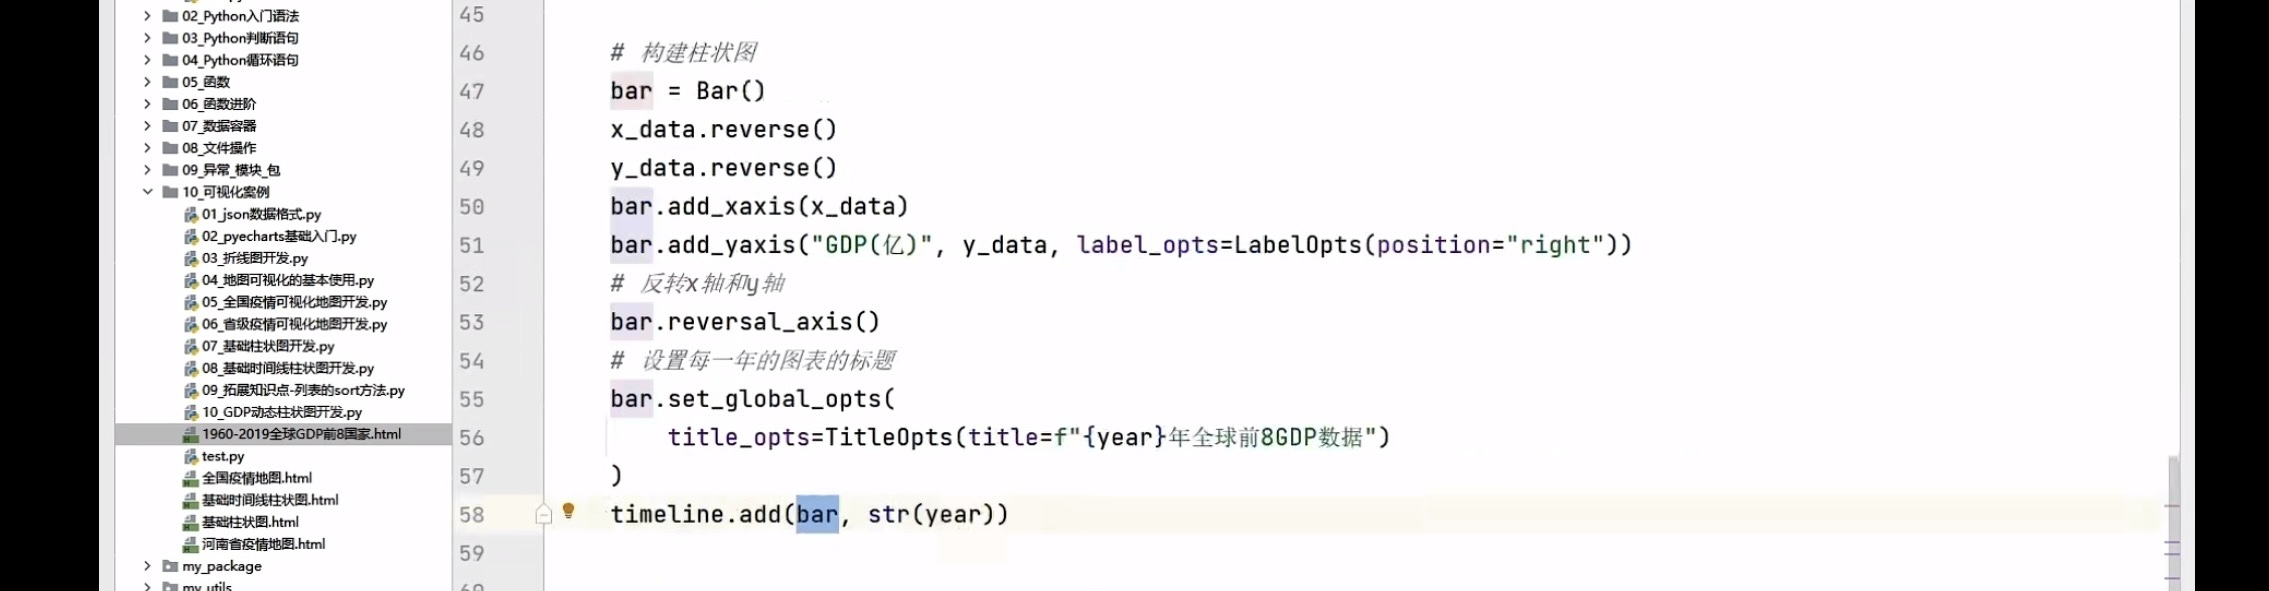 02_Python入门语法
03_Python判断语句
04_Python循环语句
05_函数
06_函数进阶
07_数据容器
08_文件操作
09_异常_模块_包
10_可视化案例
01_json数据格式.py
02_pyecharts基础入门.py
03_折线图开发.py
04_地图可视化的基本使用.py
05_全国疫情可视化地图开发.py
06_省级疫情可视化地图开发.py
07_基础柱状图开发.py
08_基础时间线柱状图开发.py
09_拓展知识点-列表的sort方法.py
10_GDP动态柱状图开发.py
1960-2019全球GDP前8国家.html
test.py
全国疫情地图.html
基础时间线柱状图.html
基础柱状图.html
河南省疫情地图.html
my_package
my_utils
45
46 # 构建柱状图
47 bar = Bar()
48 x_data.reverse()
49 y_data.reverse()
50 bar.add_xaxis(x_data)
51 bar.add_yaxis("GDP(亿)", y_data, label_opts=LabelOpts(position="right"))
52 # 反转x轴和y轴
53 bar.reversal_axis()
54 # 设置每一年的图表的标题
55 bar.set_global_opts(
56 title_opts=TitleOpts(title=f"{year}年全球前8GDP数据")
57 )
58 timeline.add(bar, str(year))
59